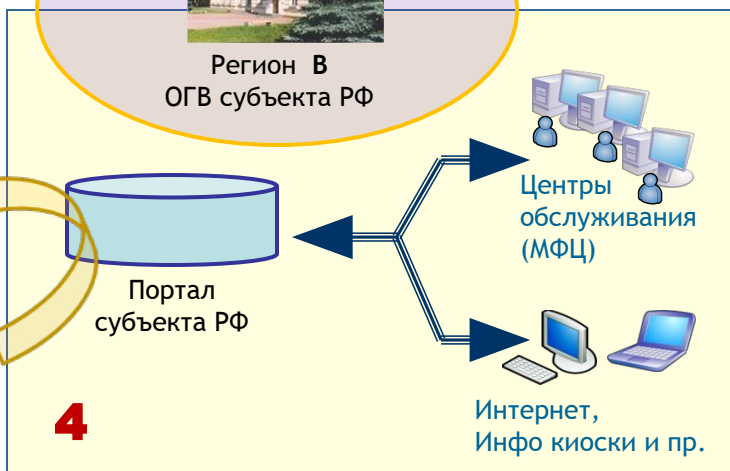 Регион В
ОГВ субъекта РФ
Центры
обслуживания
(МФЦ)
Портал
субъекта РФ
4
Интернет,
Инфо киоски и пр.